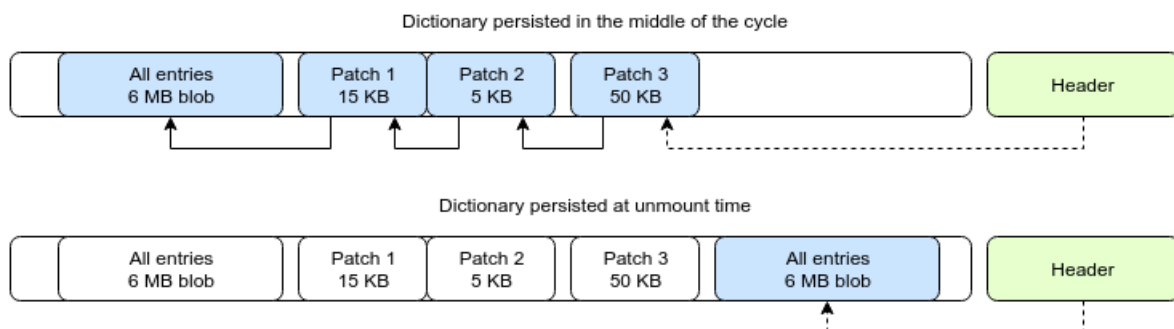 Dictionary persisted in the middle of the cycle
All entries
6 MB blob
Patch 1
15 KB
Patch 2
5 KB
Patch 3
50 KB
Header
Dictionary persisted at unmount time
All entries
6 MB blob
Patch 1
15 KB
Patch 2
5 KB
Patch 3
50 KB
All entries
6 MB blob
Header